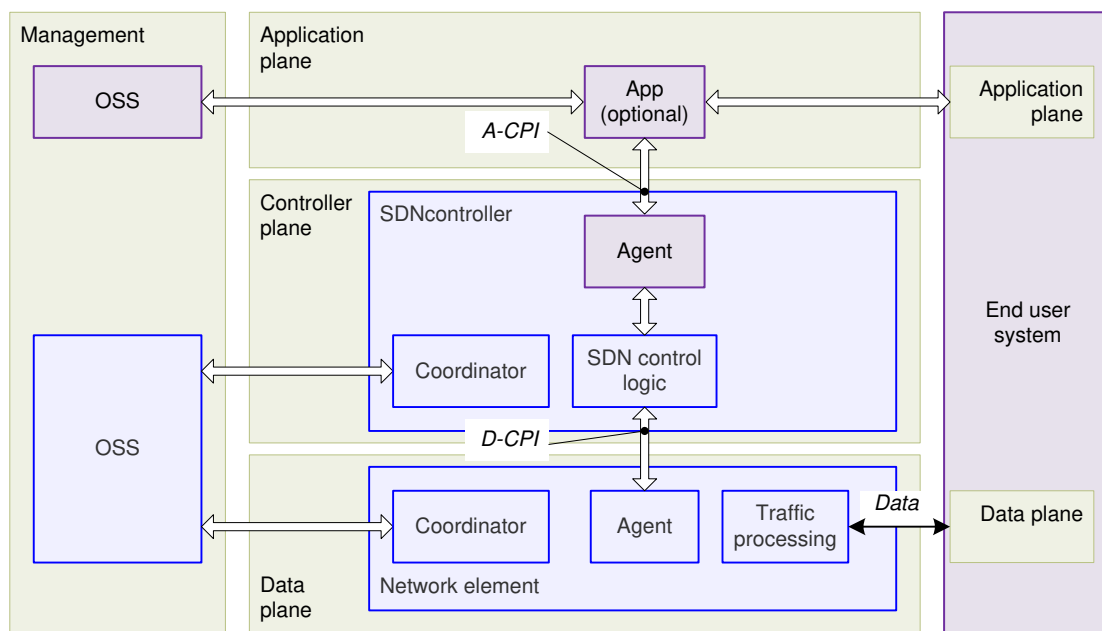 Management
OSS
OSS
Application
plane
App
(optional)
A-CPI
Controller
plane
SDNcontroller
Agent
Coordinator
SDN control
logic
D-CPI
Coordinator
Agent
Traffic
processing
Network element
Data
plane
Data
Application
plane
End user
system
Data plane